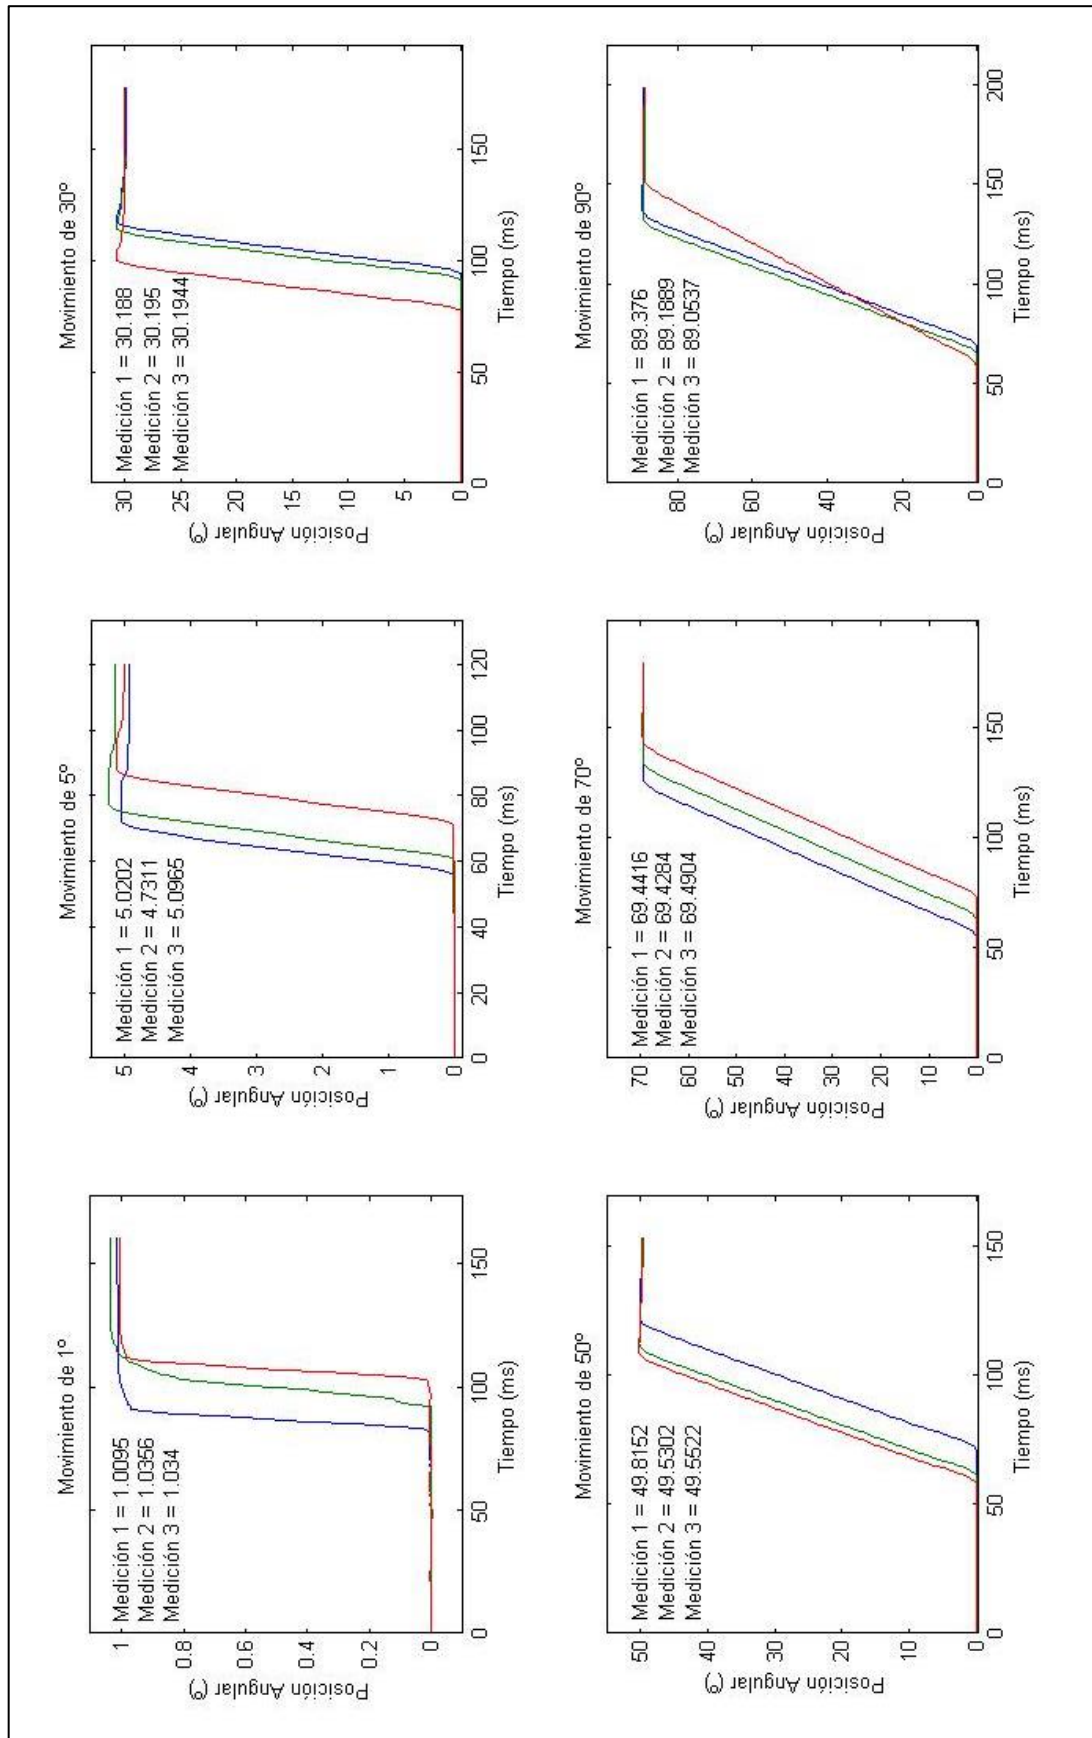 Movimiento de 1º
Medición 1 = 1.0095
Medición 2 = 1.0356
Medición 3 = 1.034
Posición Angular (º)
1
0.8
0.6
0.4
0.2
0
0
50
100
150
Tiempo (ms)
Movimiento de 5º
Medición 1 = 5.0202
Medición 2 = 4.7311
Medición 3 = 5.0965
Posición Angular (º)
5
4
3
2
1
0
0
20
40
60
80
100
120
Tiempo (ms)
Movimiento de 30º
Medición 1 = 30.188
Medición 2 = 30.195
Medición 3 = 30.1944
Posición Angular (º)
30
25
20
15
10
5
0
0
50
100
150
Tiempo (ms)
Movimiento de 50º
Medición 1 = 49.8152
Medición 2 = 49.5302
Medición 3 = 49.5522
Posición Angular (º)
50
40
30
20
10
0
0
50
100
150
Tiempo (ms)
Movimiento de 70º
Medición 1 = 69.4416
Medición 2 = 69.4284
Medición 3 = 69.4904
Posición Angular (º)
70
60
50
40
30
20
10
0
0
50
100
150
Tiempo (ms)
Movimiento de 90º
Medición 1 = 89.376
Medición 2 = 89.1889
Medición 3 = 89.0537
Posición Angular (º)
80
60
40
20
0
0
50
100
150
200
Tiempo (ms)